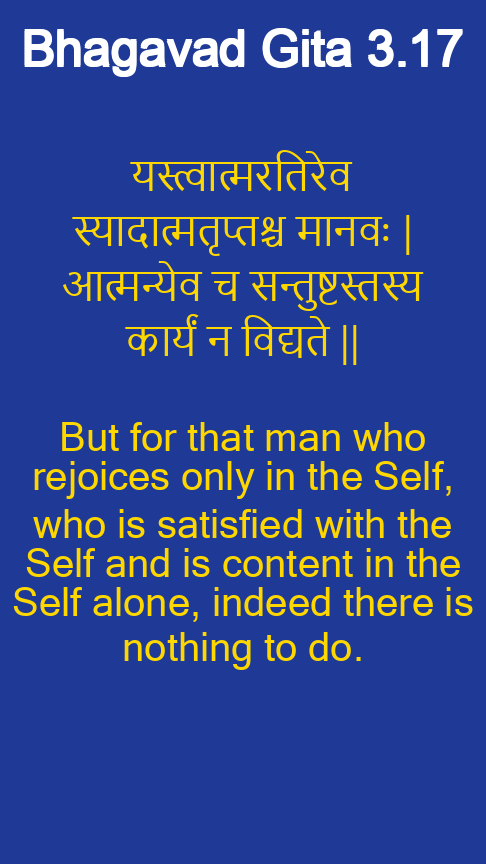 Bhagavad Gita 3.17
यस्त्वात्मरतिरेव
स्यादात्मतृप्तश्च मानवः |
आत्मन्येव च सन्तुष्टस्तस्य
कार्यं न विद्यते ||
But for that man who
rejoices only in the Self,
who is satisfied with the
Self and is content in the
Self alone, indeed there is
nothing to do.